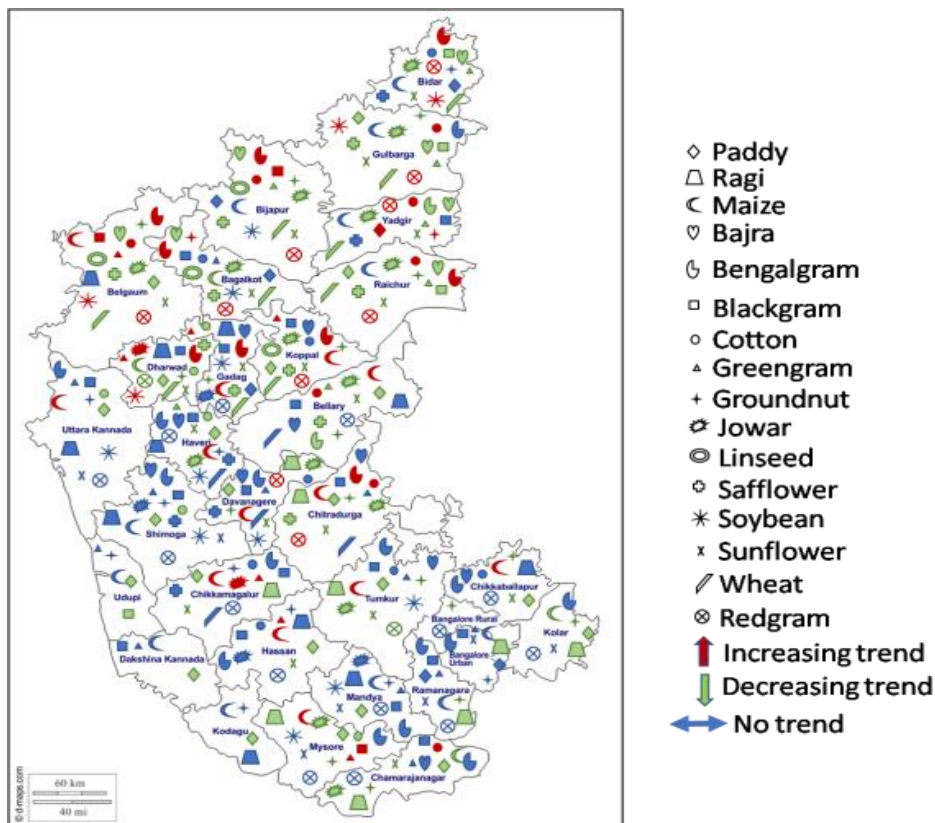 Bidar
Gulbarga
Bijapur
Yadgir
Bagalkot
Raichur
Belgaum
Koppal
Dharwad
Gadag
Bellary
Uttara Kannada
Haveri
Davanagere
Chitradurga
Shimoga
Chikkaballapur
Udupi
Chikkamagalur
Tumkur
Bangalore Rural
Kolar
Hassan
Bangalore
Urban
Dakshina Kannada
Ramanagara
Mandya
Kodagu
Mysore
Chamarajanagar
60 km
40 mi
© d-maps.com
Paddy
Ragi
Maize
Bajra
Bengalgram
Blackgram
Cotton
Greengram
Groundnut
Jowar
Linseed
Safflower
Soybean
Sunflower
Wheat
Redgram
Increasing trend
Decreasing trend
No trend